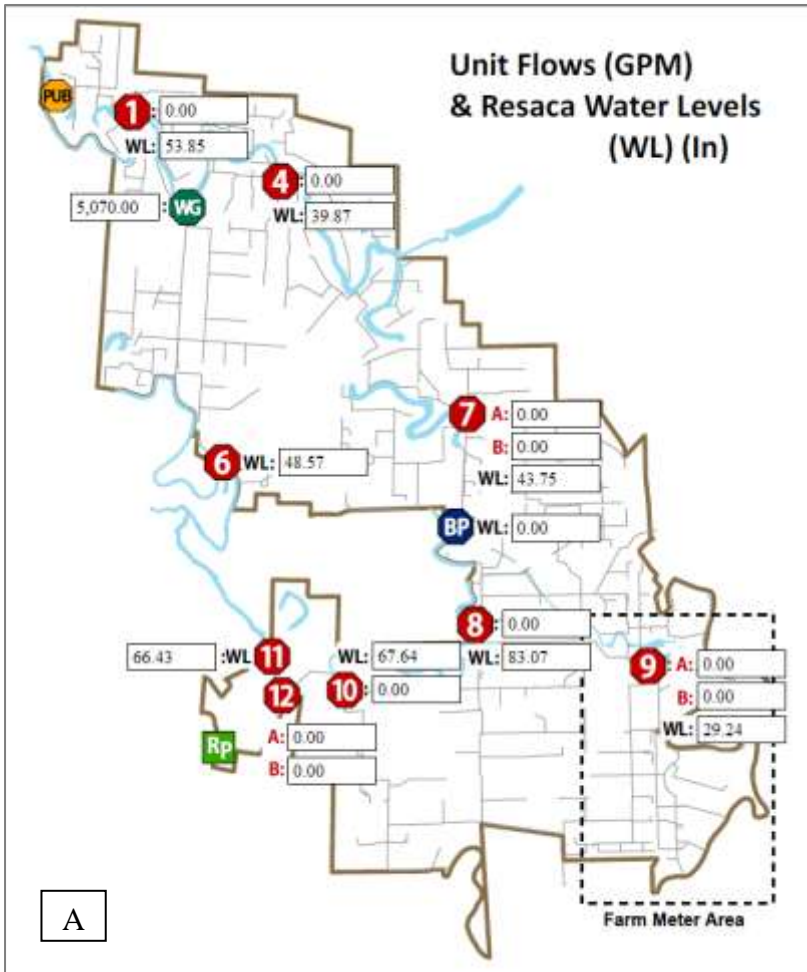 Unit Flows (GPM)
& Resaca Water Levels
(WL) (In)
PUB
1: 0.00
WL: 53.85
4: 0.00
WL: 39.87
5,070.00 :WG
7 A: 0.00
B: 0.00
WL: 43.75
6 WL: 48.57
BP WL: 0.00
8: 0.00
WL: 83.07
66.43 :WL 11
WL: 67.64
10: 0.00
9: A: 0.00
B: 0.00
WL: 29.24
12
A: 0.00
B: 0.00
RP
A
Farm Meter Area